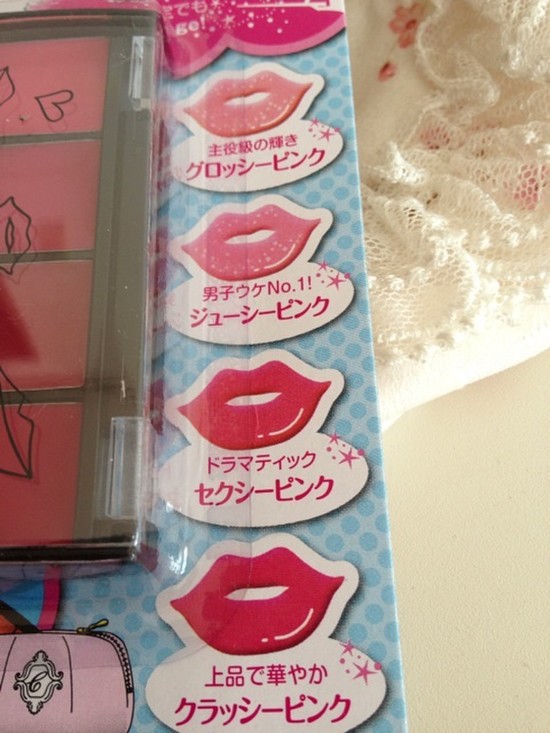 でも
ge!
主役級の輝き
グロッシーピンク
男子ウケNo.1!
ジューシーピンク
ドラマティック
セクシーピンク
上品で華やか
クラッシーピンク